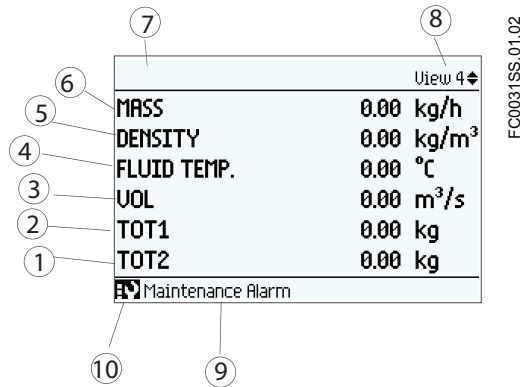 7
8
View 4
6
MASS 0.00 kg/h
5
DENSITY 0.00 kg/m³
4
FLUID TEMP. 0.00 °C
3
VOL 0.00 m³/s
2
TOT1 0.00 kg
1
TOT2 0.00 kg
Maintenance Alarm
10
9
FC0031SS.01.02